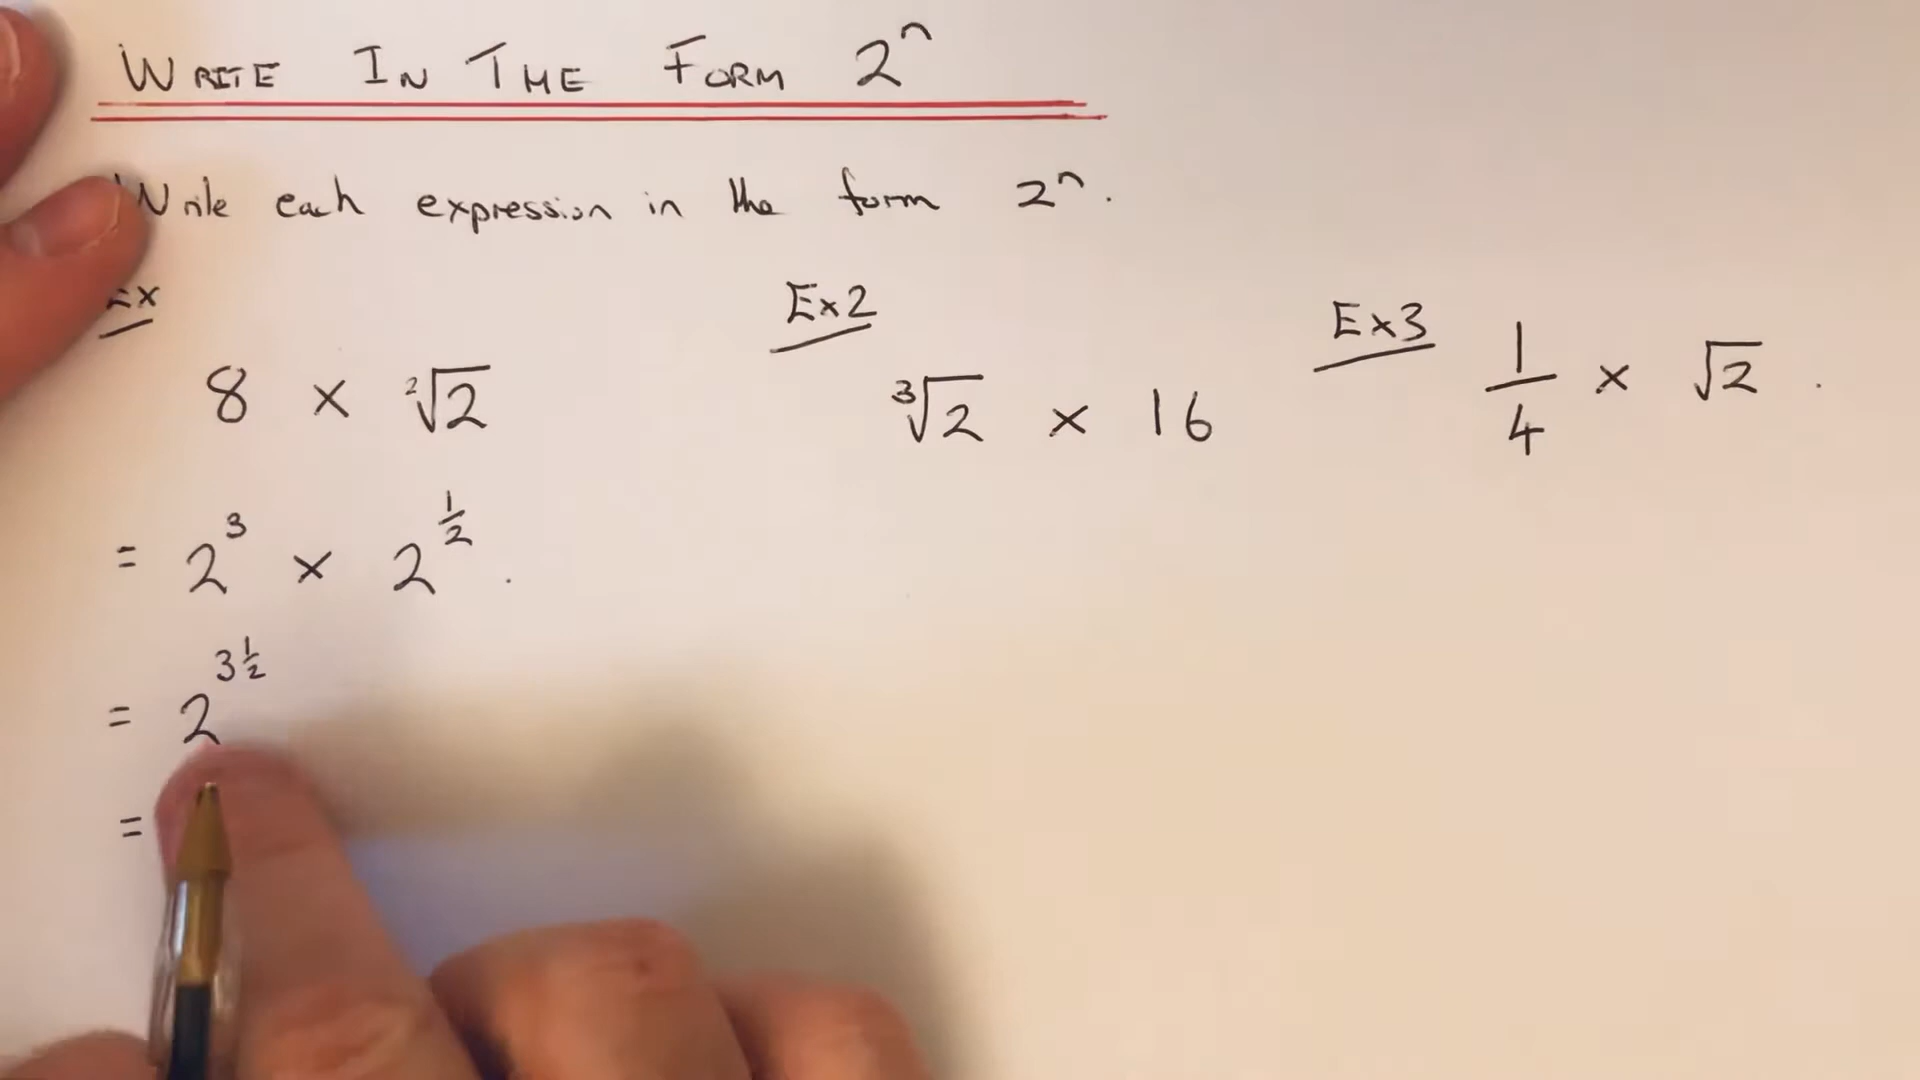 WRITE IN THE FORM 2ⁿ
Write each expression in the form 2ⁿ.
Ex
8 × ²√2
= 2³ × 2^½.
= 2^3½
=
Ex2
³√2 × 16
Ex3
1/4 × √2.